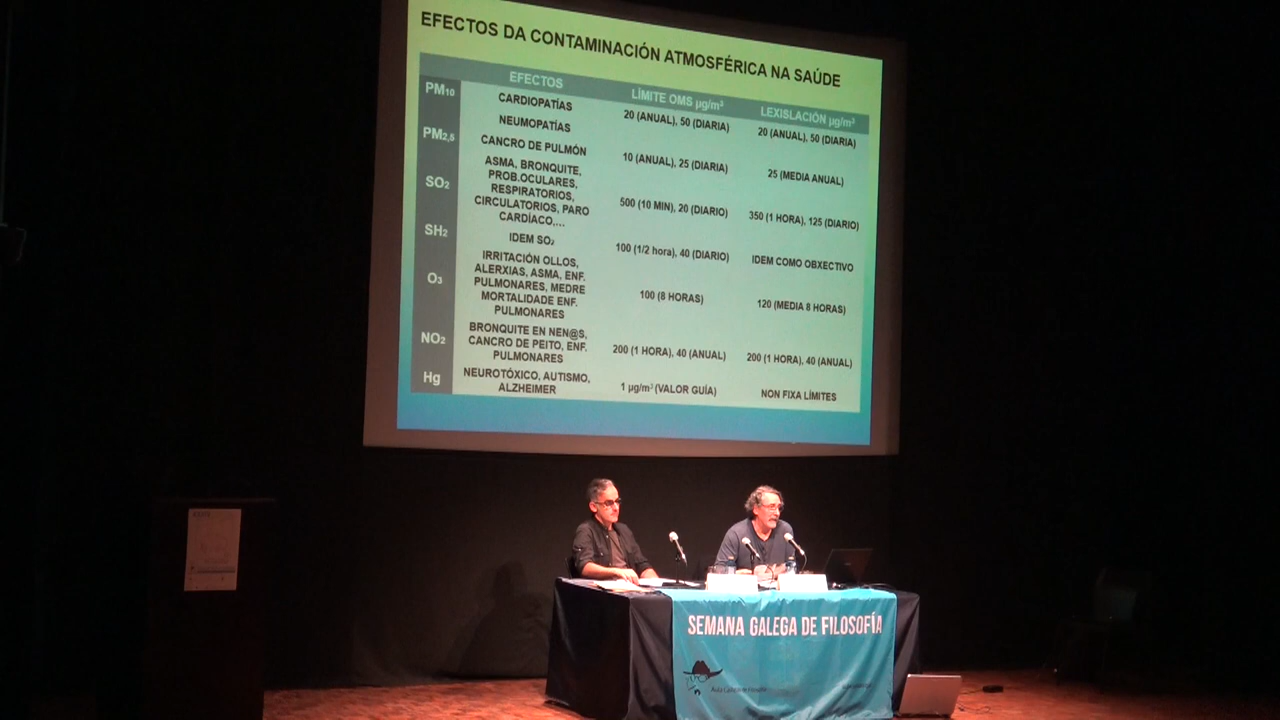 EFECTOS DA CONTAMINACIÓN ATMOSFÉRICA NA SAÚDE
EFECTOS LÍMITE OMS µg/m³ LEXISLACIÓN µg/m³
PM10
CARDIOPATÍAS
NEUMOPATÍAS
20 (ANUAL), 50 (DIARIA)
20 (ANUAL), 50 (DIARIA)
PM2,5
CANCRO DE PULMÓN
10 (ANUAL), 25 (DIARIA)
25 (MEDIA ANUAL)
SO2
ASMA, BRONQUITE,
PROB.OCULARES,
RESPIRATORIOS,
CIRCULATORIOS, PARO
CARDÍACO,...
500 (10 MIN), 20 (DIARIO)
350 (1 HORA), 125 (DIARIO)
SH2
IDEM SO2
100 (1/2 hora), 40 (DIARIO)
IDEM COMO OBXECTIVO
O3
IRRITACIÓN OLLOS,
ALERXIAS, ASMA, ENF.
PULMONARES, MEDRE
MORTALIDADE ENF.
PULMONARES
100 (8 HORAS)
120 (MEDIA 8 HORAS)
NO2
BRONQUITE EN NEN@S,
CANCRO DE PEITO, ENF.
PULMONARES
200 (1 HORA), 40 (ANUAL)
200 (1 HORA), 40 (ANUAL)
Hg
NEUROTÓXICO, AUTISMO,
ALZHEIMER
1 µg/m³ (VALOR GUÍA)
NON FIXA LÍMITES
SEMANA GALEGA DE FILOSOFÍA
Aula Castelao de Filosofía